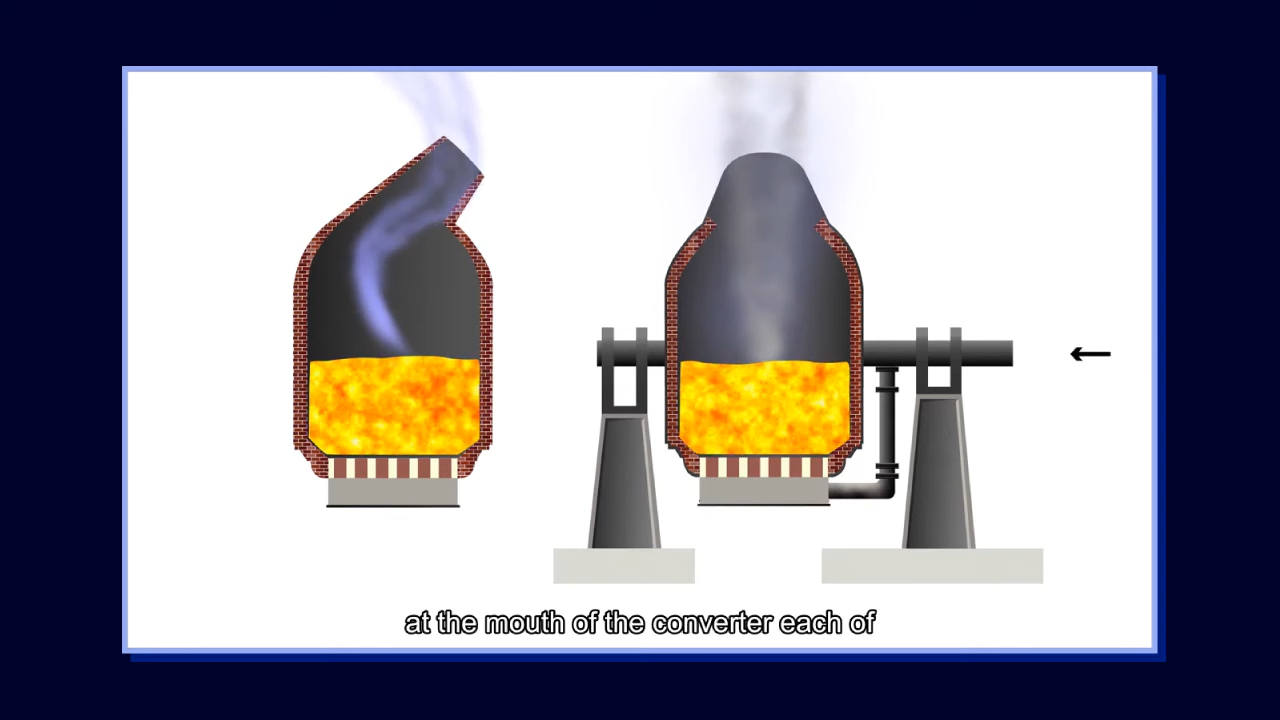 at the mouth of the converter each of